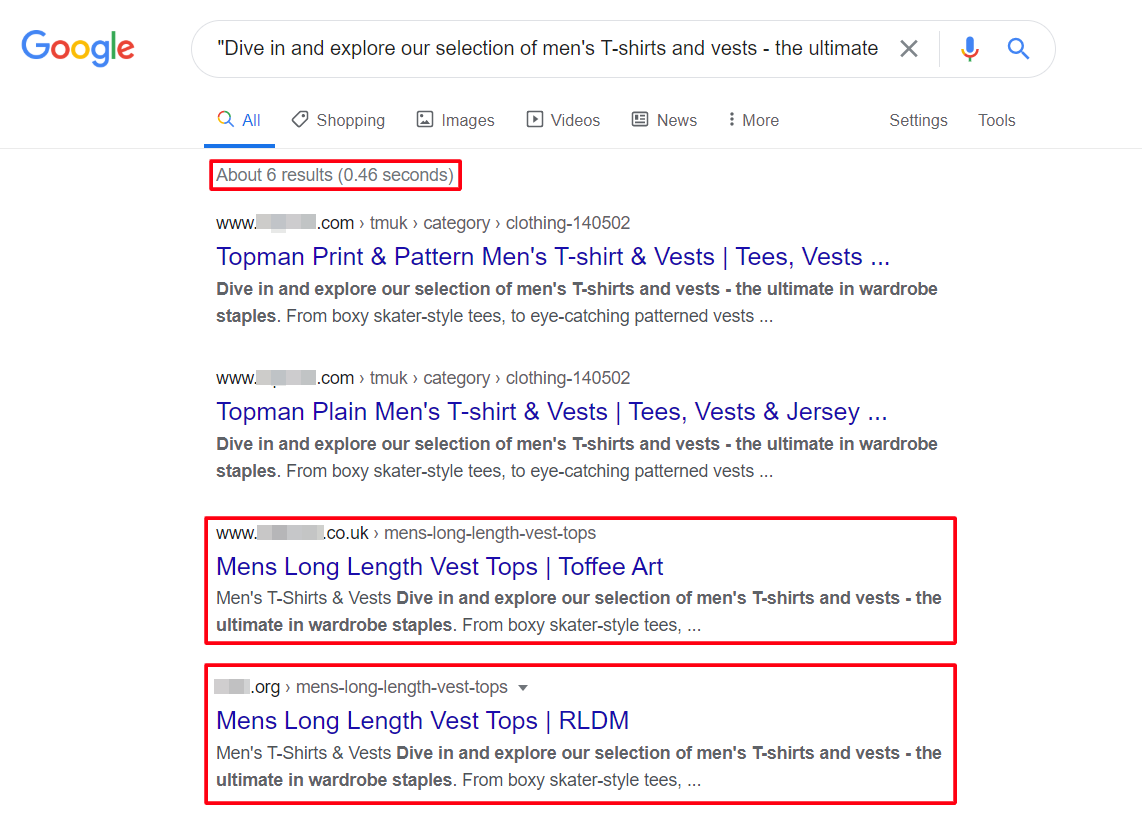 Google
"Dive in and explore our selection of men's T-shirts and vests - the ultimate
All Shopping Images Videos News More Settings Tools
About 6 results (0.46 seconds)
www. .com › tmuk › category › clothing-140502
Topman Print & Pattern Men's T-shirt & Vests | Tees, Vests ...
Dive in and explore our selection of men's T-shirts and vests - the ultimate in wardrobe
staples. From boxy skater-style tees, to eye-catching patterned vests ...
www. .com › tmuk › category › clothing-140502
Topman Plain Men's T-shirt & Vests | Tees, Vests & Jersey ...
Dive in and explore our selection of men's T-shirts and vests - the ultimate in wardrobe
staples. From boxy skater-style tees, to eye-catching patterned vests ...
www. .co.uk › mens-long-length-vest-tops
Mens Long Length Vest Tops | Toffee Art
Men's T-Shirts & Vests Dive in and explore our selection of men's T-shirts and vests - the
ultimate in wardrobe staples. From boxy skater-style tees, ...
.org › mens-long-length-vest-tops
Mens Long Length Vest Tops | RLDM
Men's T-Shirts & Vests Dive in and explore our selection of men's T-shirts and vests - the
ultimate in wardrobe staples. From boxy skater-style tees, ...